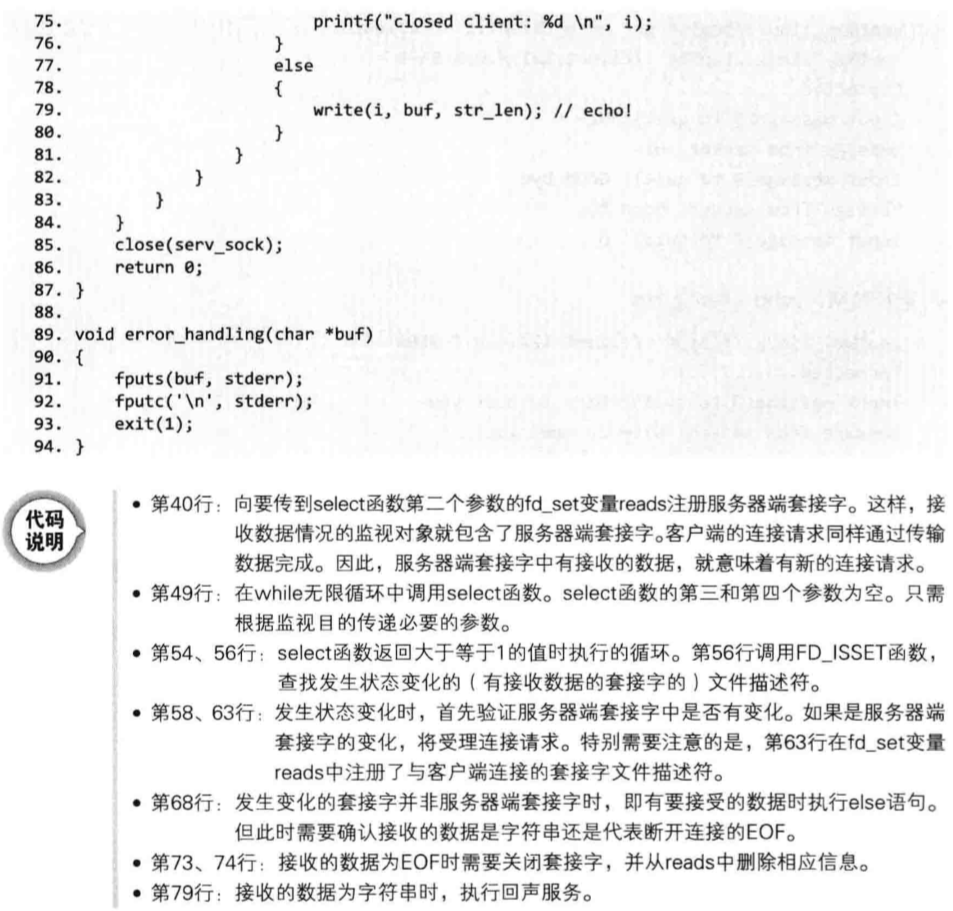 75. printf("closed client: %d \n", i);
76. }
77. else
78. {
79. write(i, buf, str_len); // echo!
80. }
81. }
82. }
83. }
84. }
85. close(serv_sock);
86. return 0;
87. }
88.
89. void error_handling(char *buf)
90. {
91. fputs(buf, stderr);
92. fputc('\n', stderr);
93. exit(1);
94. }
代码
说明
• 第40行：向要传到select函数第二个参数的fd_set变量reads注册服务器端套接字。这样，接
收数据情况的监视对象就包含了服务器端套接字。客户端的连接请求同样通过传输
数据完成。因此，服务器端套接字中有接收的数据，就意味着有新的连接请求。
• 第49行：在while无限循环中调用select函数。select函数的第三和第四个参数为空。只需
根据监视目的传递必要的参数。
• 第54、56行：select函数返回大于等于1的值时执行的循环。第56行调用FD_ISSET函数，
查找发生状态变化的（有接收数据的套接字的）文件描述符。
• 第58、63行：发生状态变化时，首先验证服务器端套接字中是否有变化。如果是服务器端
套接字的变化，将受理连接请求。特别需要注意的是，第63行在fd_set变量
reads中注册了与客户端连接的套接字文件描述符。
• 第68行：发生变化的套接字并非服务器端套接字时，即有要接受的数据时执行else语句。
但此时需要确认接收的数据是字符串还是代表断开连接的EOF。
• 第73、74行：接收的数据为EOF时需要关闭套接字，并从reads中删除相应信息。
• 第79行：接收的数据为字符串时，执行回声服务。